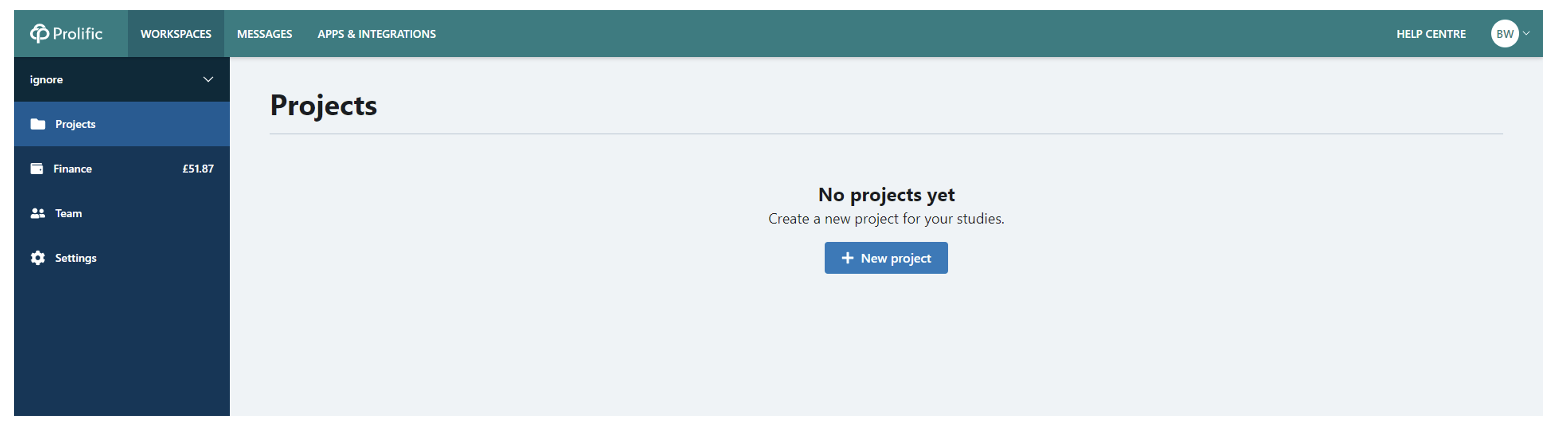 Prolific
WORKSPACES
MESSAGES
APPS & INTEGRATIONS
HELP CENTRE
BW
ignore
Projects
Finance £51.87
Team
Settings
Projects
No projects yet
Create a new project for your studies.
+ New project